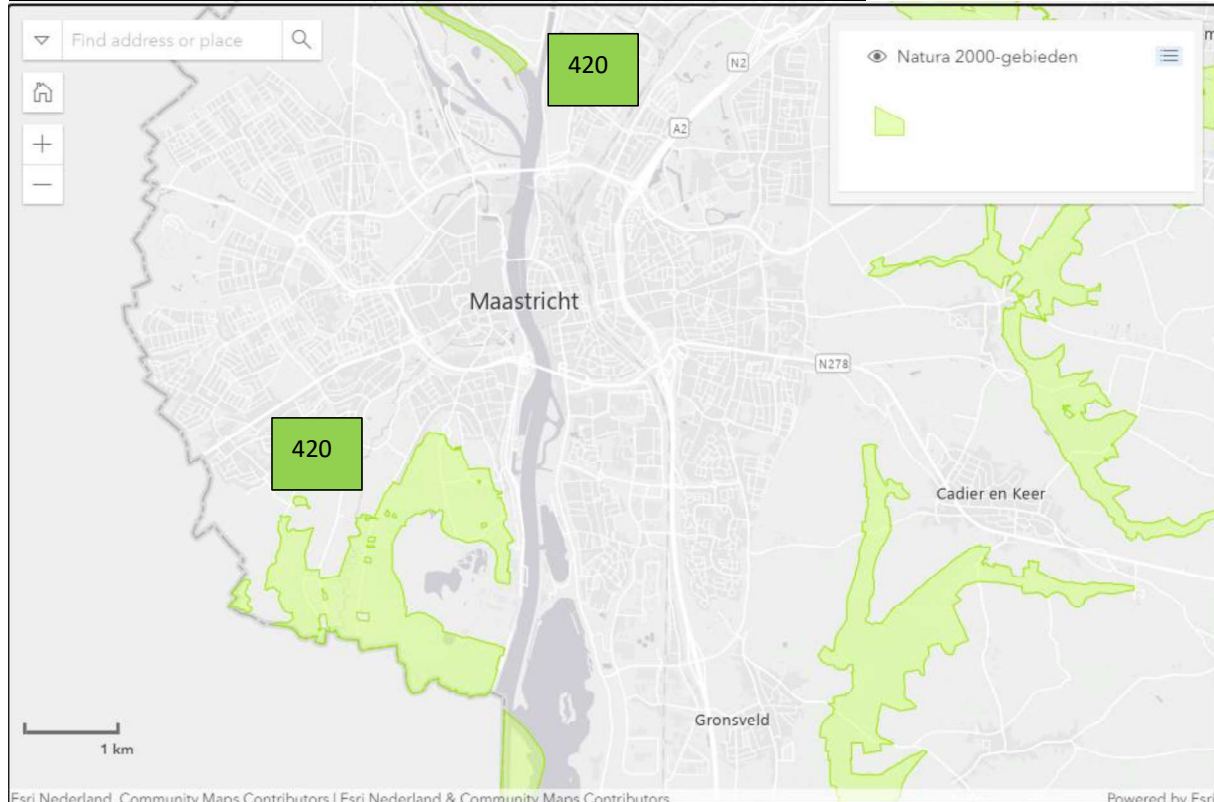 Find address or place
420
N2
Natura 2000-gebieden
A2
Maastricht
N278
420
Cadier en Keer
Gronsveld
1 km
Esri Nederland, Community Maps Contributors | Esri Nederland & Community Maps Contributors
Powered by Esri